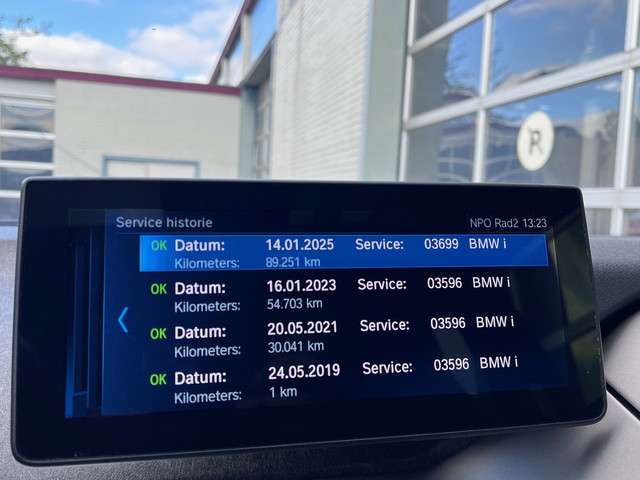 Service historie NPO Rad2 13:23
OK Datum: 14.01.2025 Service: 03699 BMW i
Kilometers: 89.251 km
OK Datum: 16.01.2023 Service: 03596 BMW i
Kilometers: 54.703 km
OK Datum: 20.05.2021 Service: 03596 BMW i
Kilometers: 30.041 km
OK Datum: 24.05.2019 Service: 03596 BMW i
Kilometers: 1 km
R